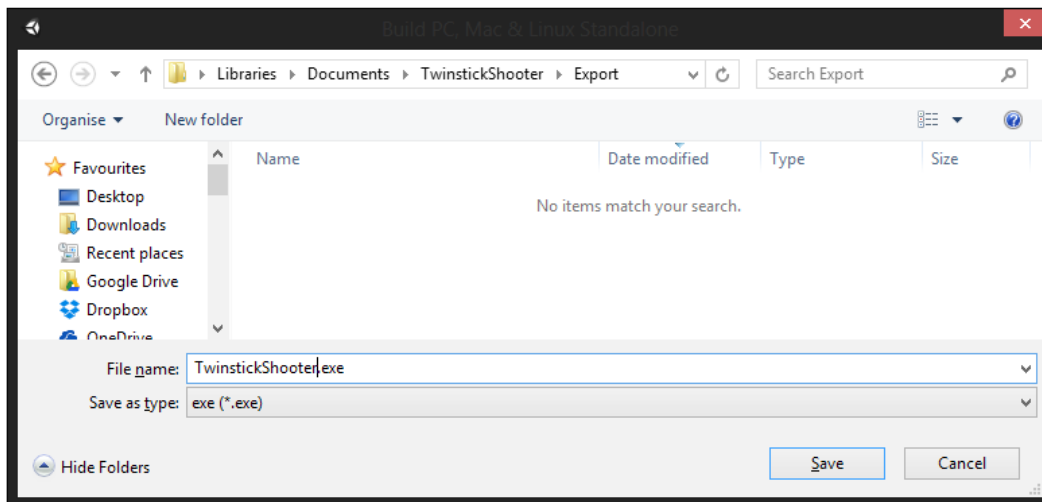 Build PC, Mac & Linux Standalone
Libraries Documents TwinstickShooter Export Search Export
Organise New folder
Favourites
Desktop
Downloads
Recent places
Google Drive
Dropbox
OneDrive
Name Date modified Type Size
No items match your search.
File name: TwinstickShooter.exe
Save as type: exe (*.exe)
Hide Folders Save Cancel